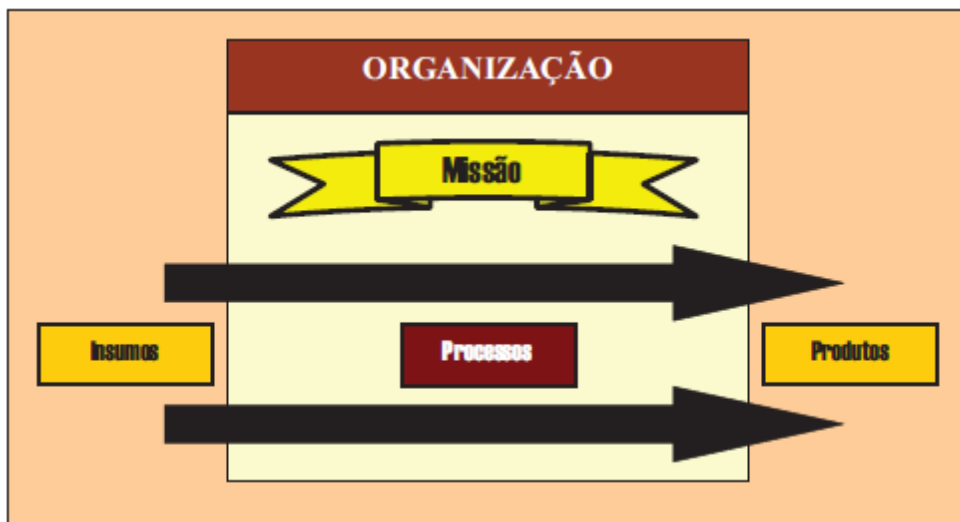 ORGANIZAÇÃO
Missão
Insumos
Processos
Produtos